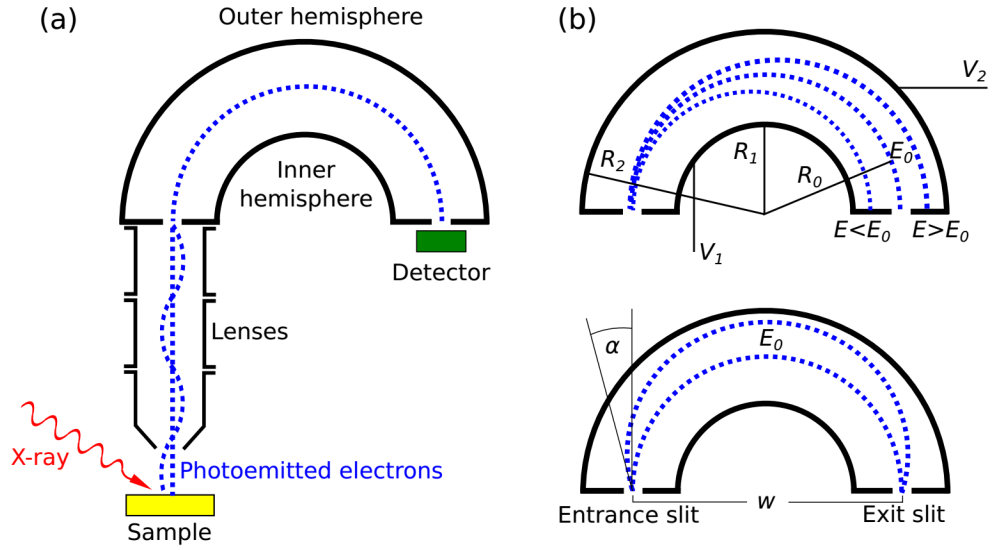 (a)
Outer hemisphere
Inner
hemisphere
Detector
Lenses
X-ray
Photoemitted electrons
Sample
(b)
V2
R2
R1
R0
E0
V1
E<E0
E>E0
α
E0
Entrance slit
w
Exit slit